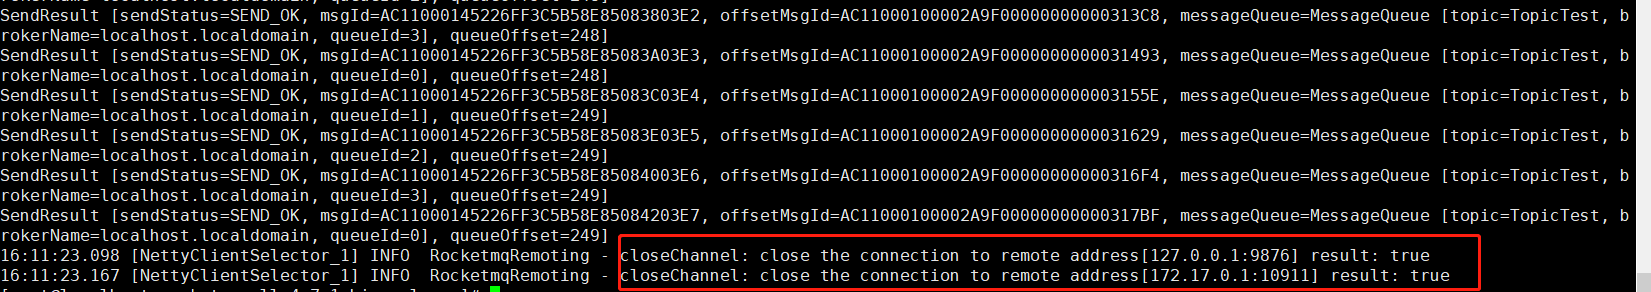 SendResult [sendStatus=SEND_OK, msgId=AC11000145226FF3C5B58E85083803E2, offsetMsgId=AC11000100002A9F00000000000313C8, messageQueue=MessageQueue [topic=TopicTest, b
rokerName=localhost.localdomain, queueId=3], queueOffset=248]
SendResult [sendStatus=SEND_OK, msgId=AC11000145226FF3C5B58E85083A03E3, offsetMsgId=AC11000100002A9F0000000000031493, messageQueue=MessageQueue [topic=TopicTest, b
rokerName=localhost.localdomain, queueId=0], queueOffset=248]
SendResult [sendStatus=SEND_OK, msgId=AC11000145226FF3C5B58E85083C03E4, offsetMsgId=AC11000100002A9F000000000003155E, messageQueue=MessageQueue [topic=TopicTest, b
rokerName=localhost.localdomain, queueId=1], queueOffset=249]
SendResult [sendStatus=SEND_OK, msgId=AC11000145226FF3C5B58E85083E03E5, offsetMsgId=AC11000100002A9F0000000000031629, messageQueue=MessageQueue [topic=TopicTest, b
rokerName=localhost.localdomain, queueId=2], queueOffset=249]
SendResult [sendStatus=SEND_OK, msgId=AC11000145226FF3C5B58E85084003E6, offsetMsgId=AC11000100002A9F00000000000316F4, messageQueue=MessageQueue [topic=TopicTest, b
rokerName=localhost.localdomain, queueId=3], queueOffset=249]
SendResult [sendStatus=SEND_OK, msgId=AC11000145226FF3C5B58E85084203E7, offsetMsgId=AC11000100002A9F00000000000317BF, messageQueue=MessageQueue [topic=TopicTest, b
rokerName=localhost.localdomain, queueId=0], queueOffset=249]
16:11:23.098 [NettyClientSelector_1] INFO  RocketmqRemoting - closeChannel: close the connection to remote address[127.0.0.1:9876] result: true
16:11:23.167 [NettyClientSelector_1] INFO  RocketmqRemoting - closeChannel: close the connection to remote address[172.17.0.1:10911] result: true